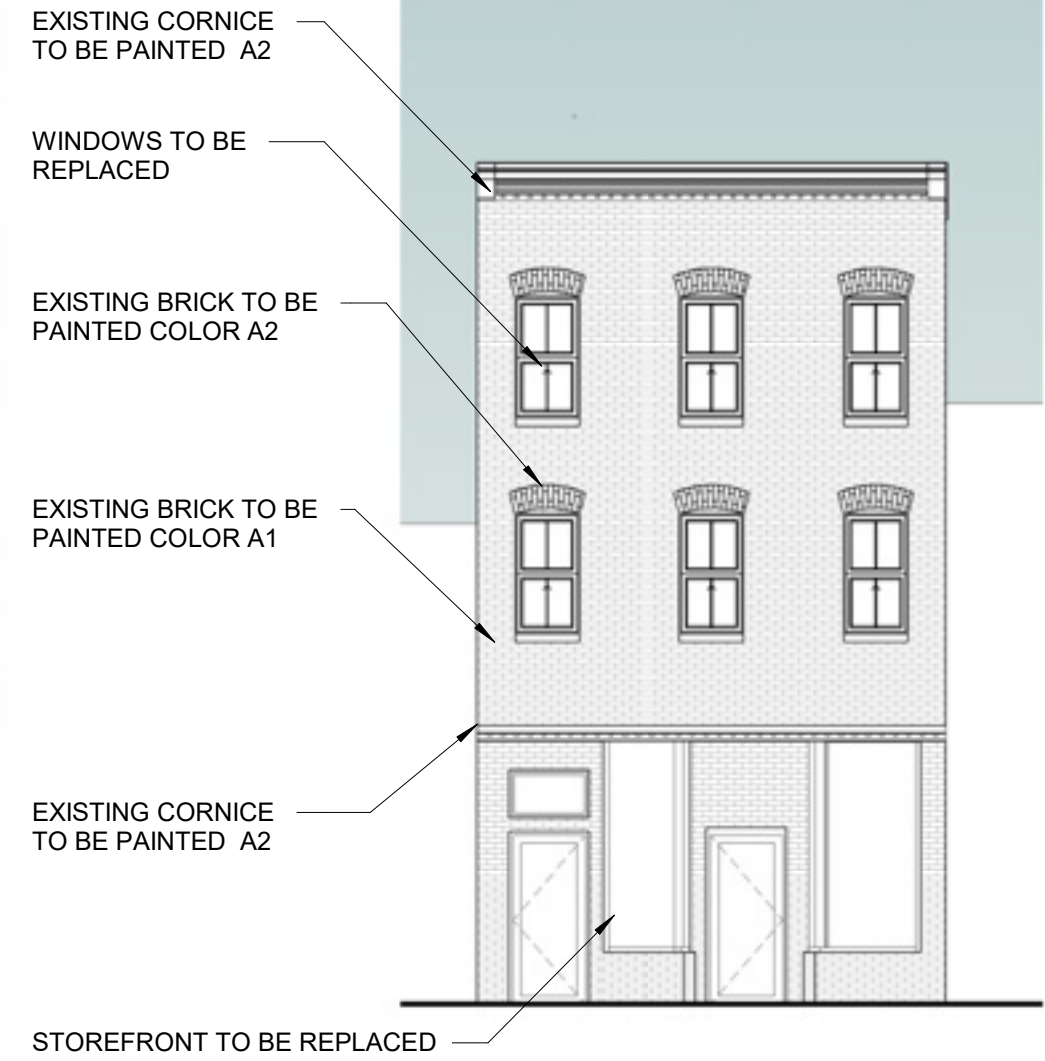 EXISTING CORNICE
TO BE PAINTED A2
WINDOWS TO BE
REPLACED
EXISTING BRICK TO BE
PAINTED COLOR A2
EXISTING BRICK TO BE
PAINTED COLOR A1
EXISTING CORNICE
TO BE PAINTED A2
STOREFRONT TO BE REPLACED